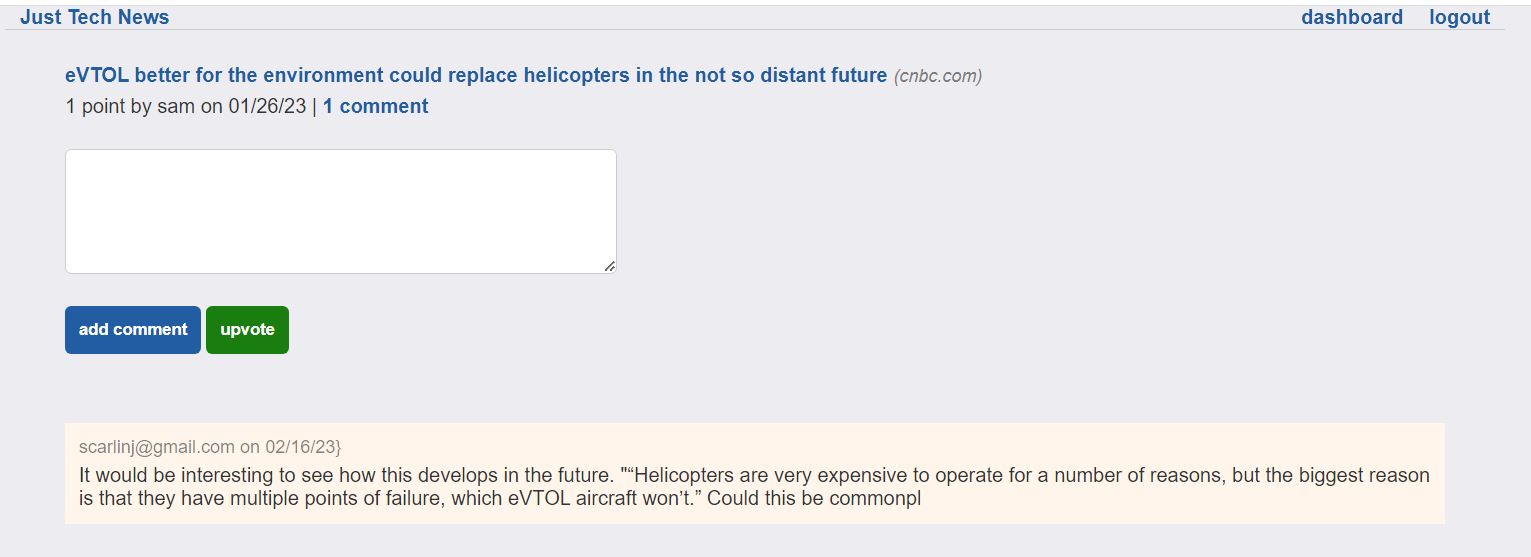 Just Tech News dashboard logout
eVTOL better for the environment could replace helicopters in the not so distant future (cnbc.com)
1 point by sam on 01/26/23 | 1 comment
add comment upvote
scarlinj@gmail.com on 02/16/23}
It would be interesting to see how this develops in the future. "“Helicopters are very expensive to operate for a number of reasons, but the biggest reason
is that they have multiple points of failure, which eVTOL aircraft won’t.” Could this be commonpl